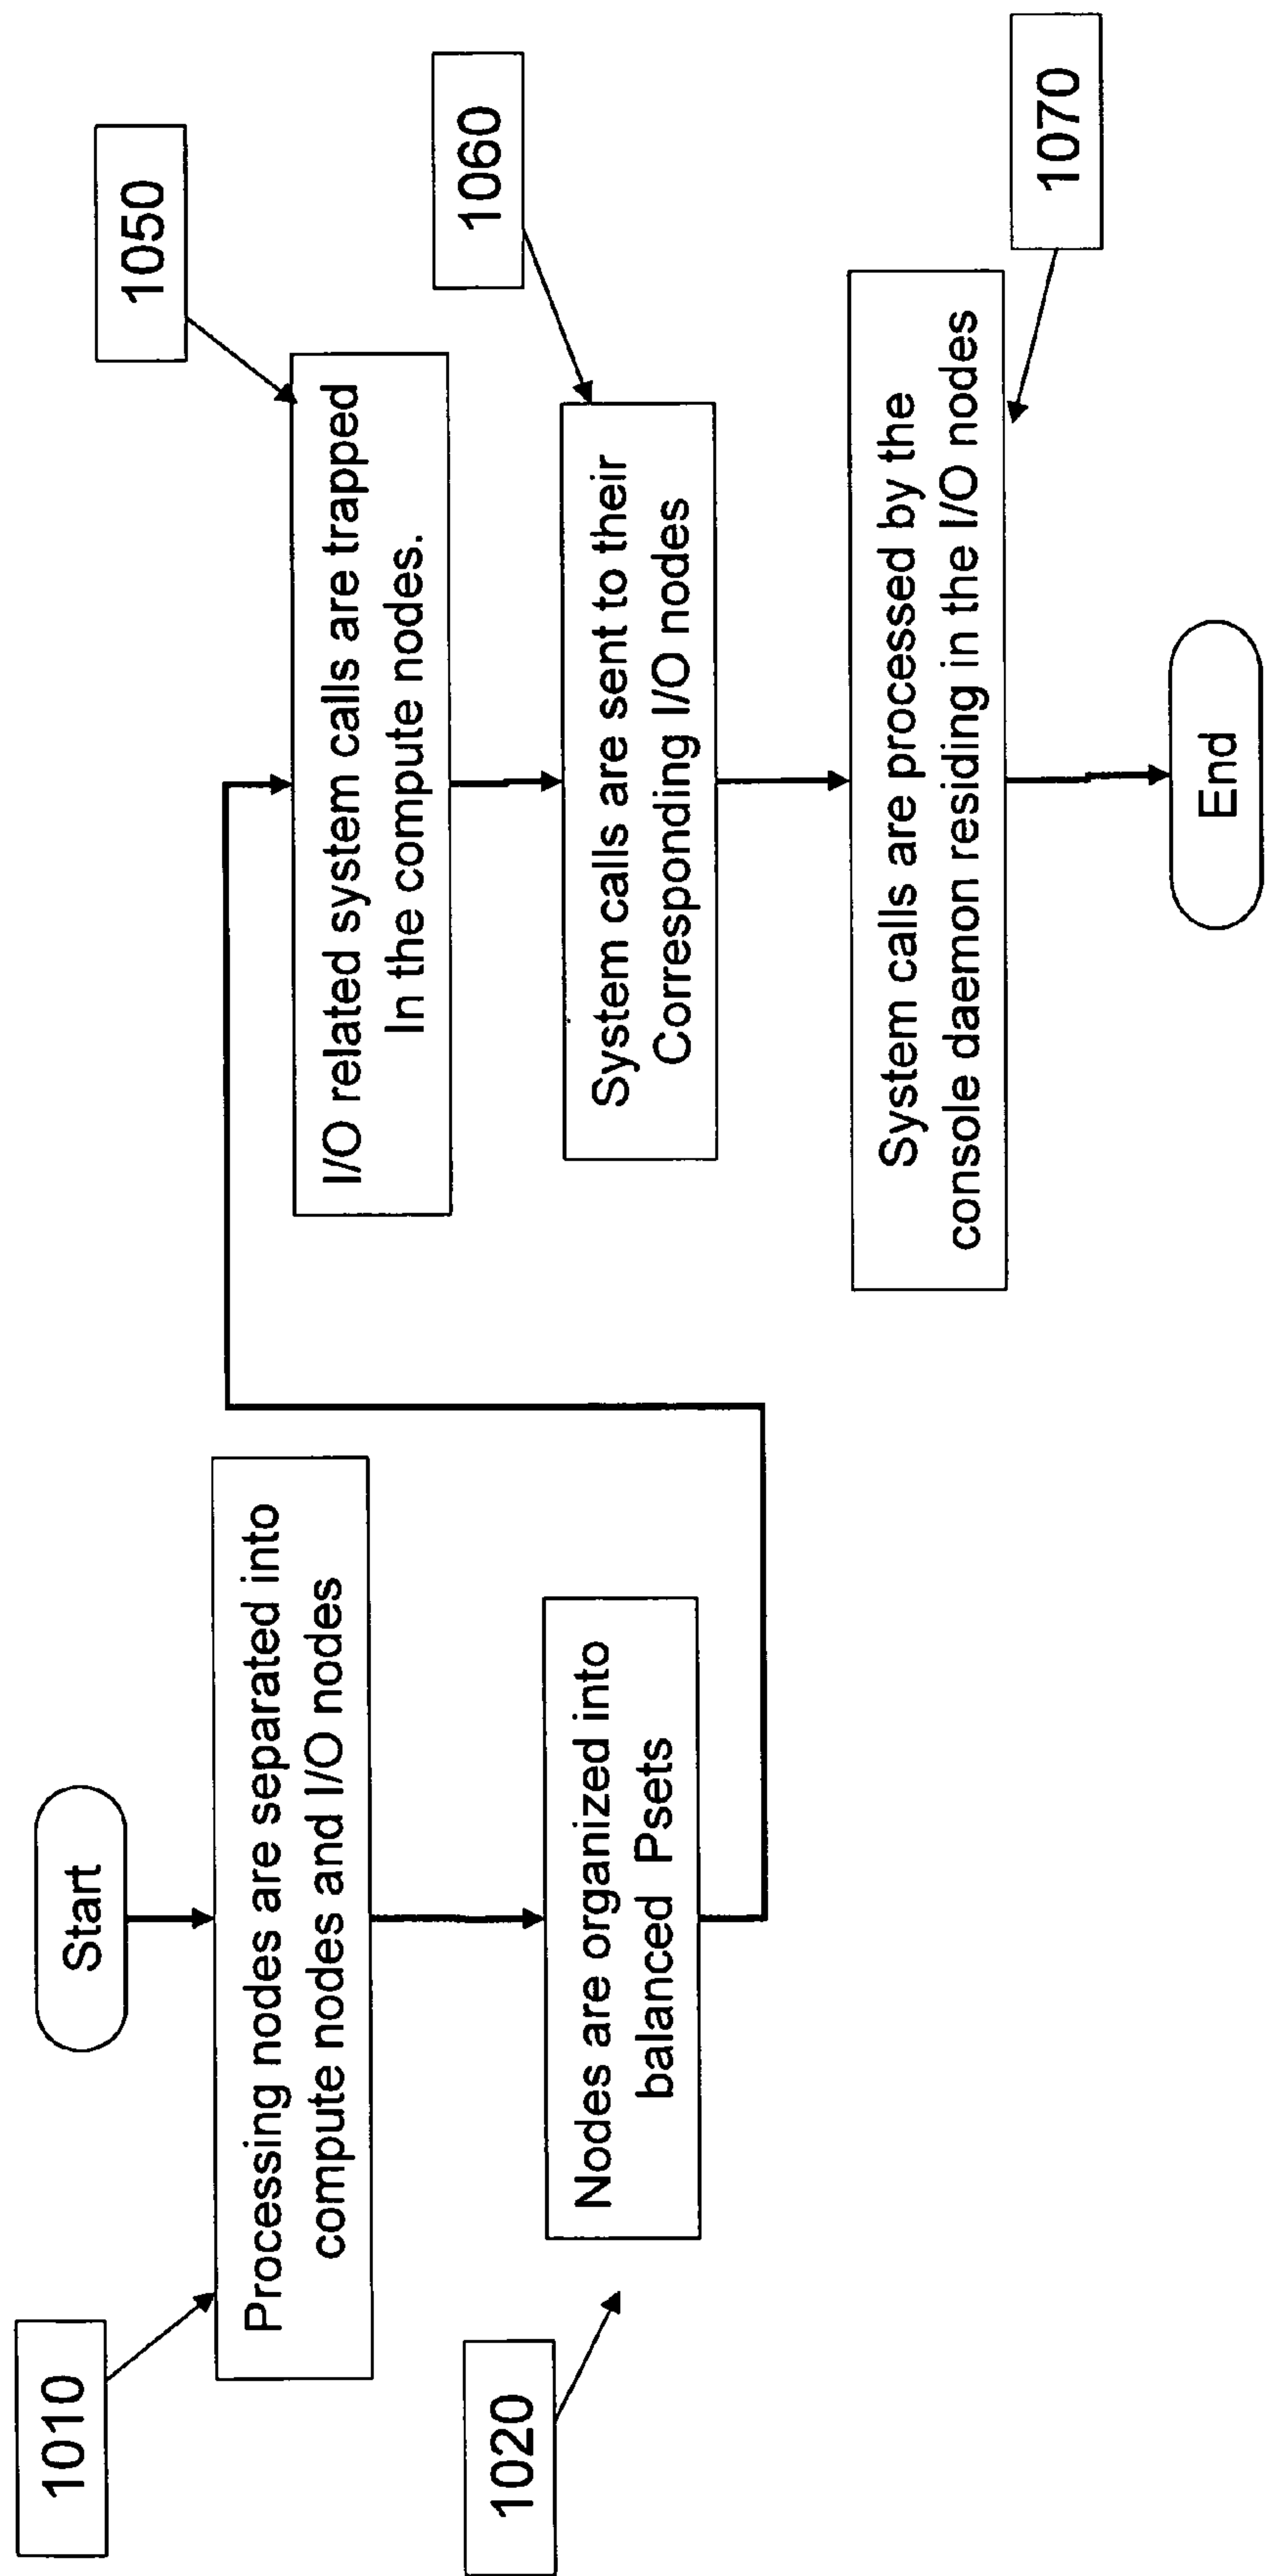 Start
1010
Processing nodes are separated into
compute nodes and I/O nodes
1020
Nodes are organized into
balanced Psets
1050
I/O related system calls are trapped
In the compute nodes.
1060
System calls are sent to their
Corresponding I/O nodes
System calls are processed by the
console daemon residing in the I/O nodes
1070
End